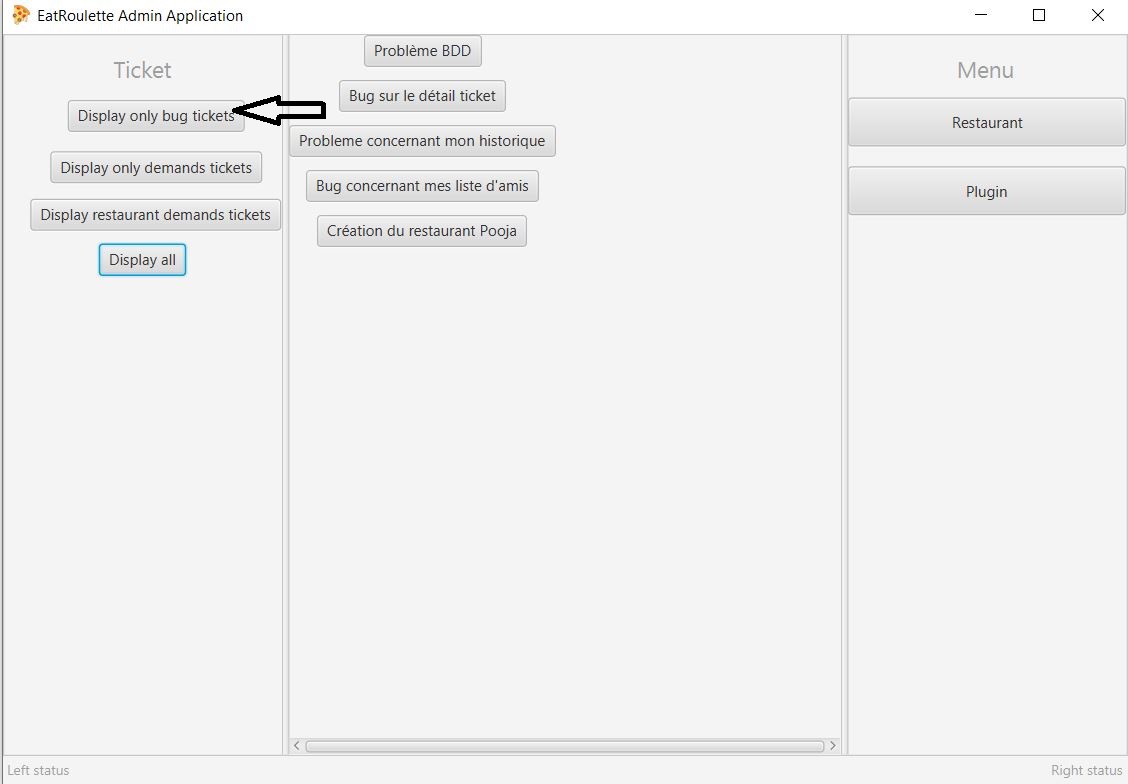 EatRoulette Admin Application
Ticket
Display only bug tickets
Display only demands tickets
Display restaurant demands tickets
Display all
Problème BDD
Bug sur le détail ticket
Probleme concernant mon historique
Bug concernant mes liste d'amis
Création du restaurant Pooja
Menu
Restaurant
Plugin
Left status
Right status